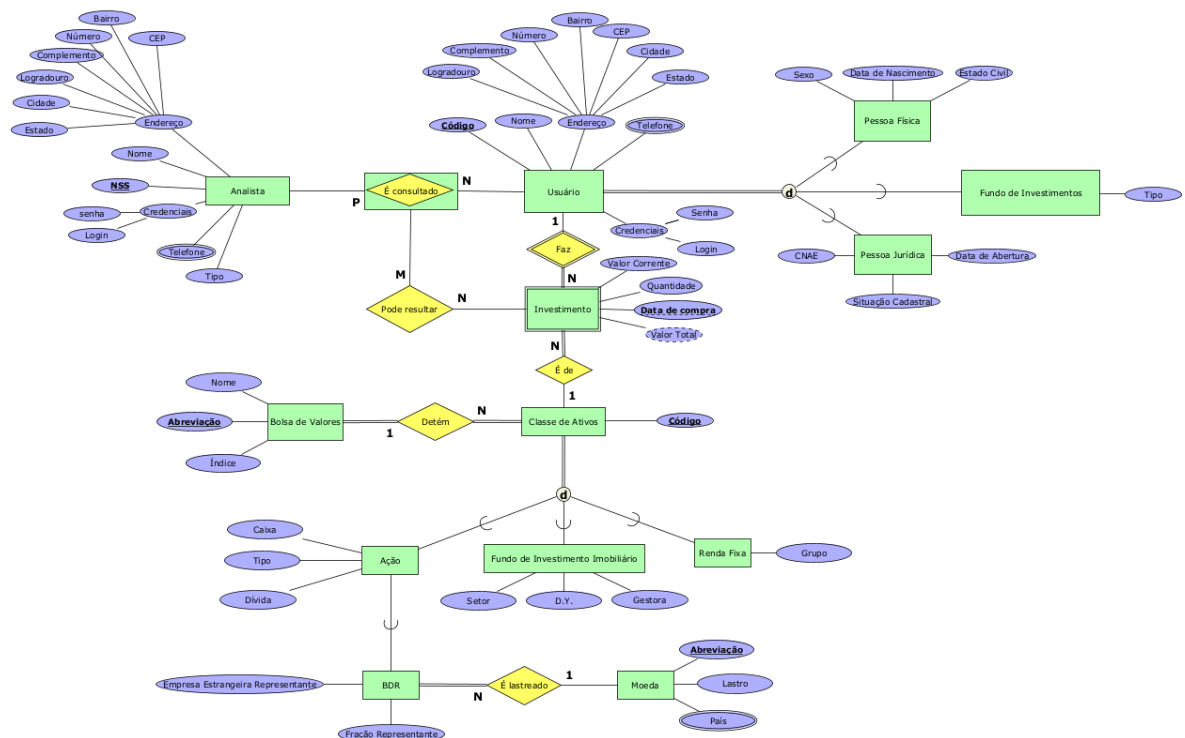 Bairro
Número
CEP
Complemento
Logradouro
Cidade
Estado
Endereço
Nome
NSS
Analista
senha
Credenciais
Login
Telefone
Tipo
É consultado
P
N
Bairro
Número
CEP
Complemento
Cidade
Logradouro
Estado
Endereço
Código
Nome
Telefone
Usuário
Credenciais
Senha
Login
d
Sexo
Data de Nascimento
Estado Civil
Pessoa Física
Fundo de Investimentos
Tipo
CNAE
Pessoa Jurídica
Data de Abertura
Situação Cadastral
1
Faz
N
M
Pode resultar
N
Investimento
Valor Corrente
Quantidade
Data de compra
Valor Total
N
É de
1
Nome
Abreviação
Bolsa de Valores
Índice
1
Detém
N
Classe de Ativos
Código
d
Caixa
Tipo
Ação
Dívida
Fundo de Investimento Imobiliário
Setor
D.Y.
Gestora
Renda Fixa
Grupo
Empresa Estrangeira Representante
BDR
Fração Representante
N
É lastreado
1
Moeda
Abreviação
Lastro
País